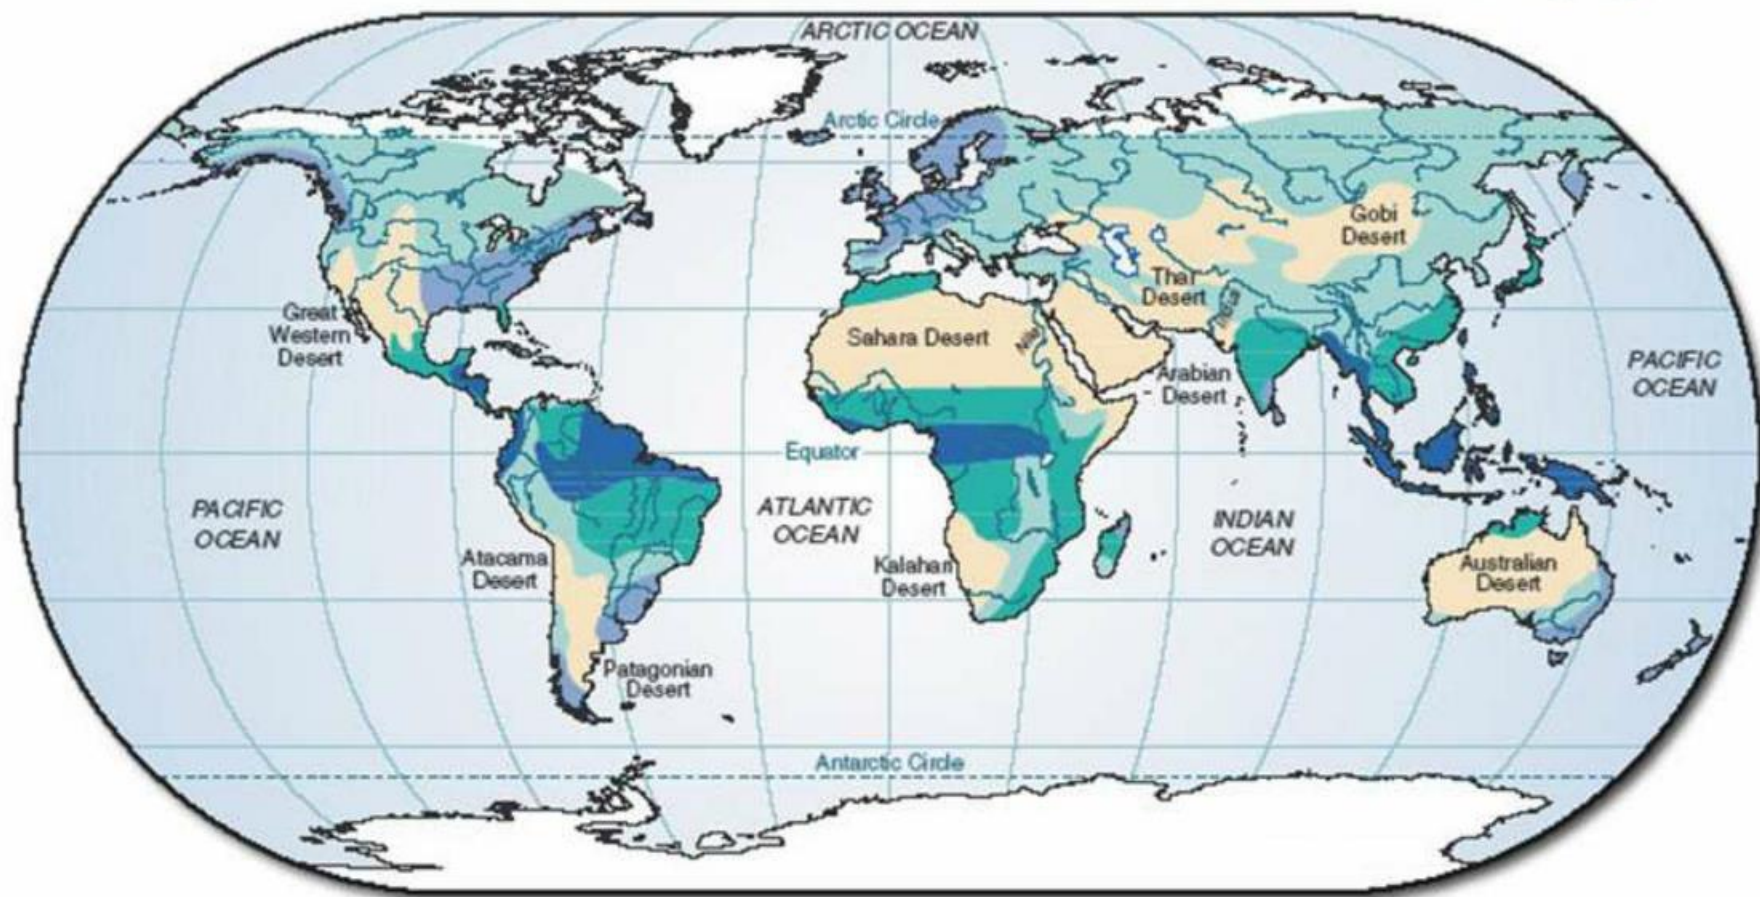 ARCTIC OCEAN
Arctic Circle
Gobi
Desert
Thar
Desert
Indus
Great
Western
Desert
Sahara Desert
Nile
Arabian
Desert
PACIFIC
OCEAN
Equator
PACIFIC
OCEAN
ATLANTIC
OCEAN
INDIAN
OCEAN
Atacama
Desert
Kalahari
Desert
Australian
Desert
Patagonian
Desert
Antarctic Circle